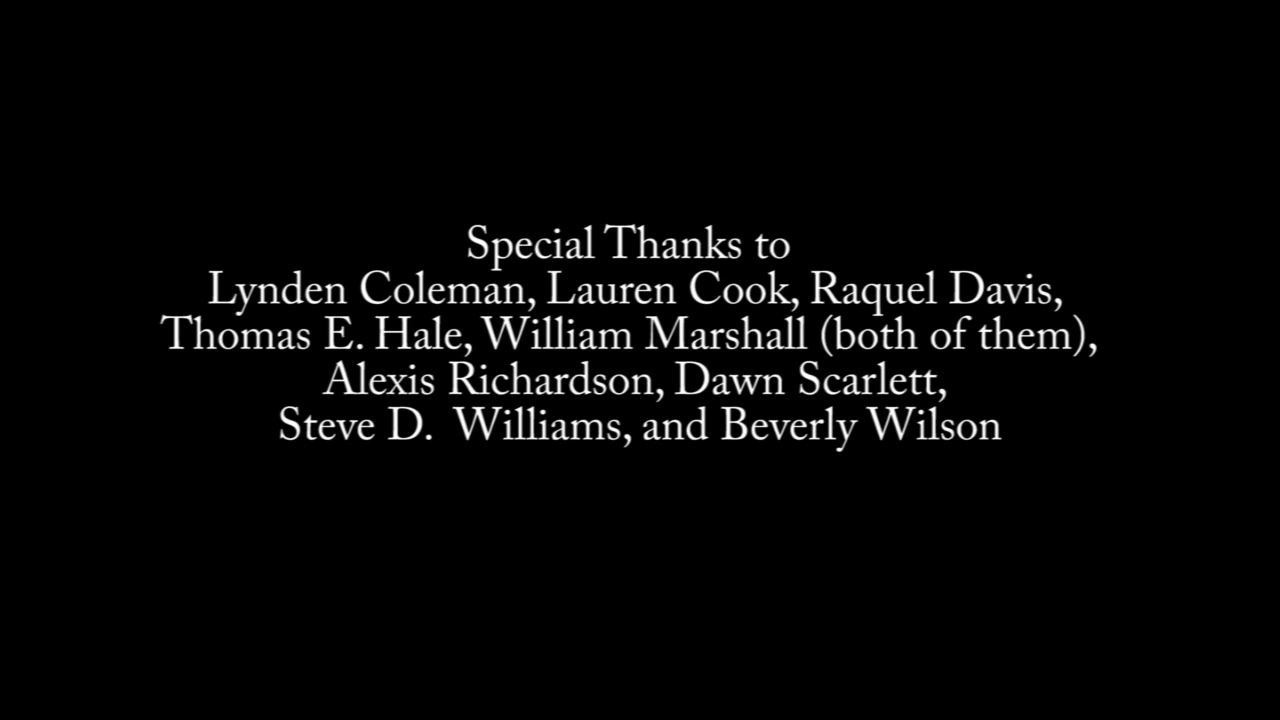 Special Thanks to
Lynden Coleman, Lauren Cook, Raquel Davis,
Thomas E. Hale, William Marshall (both of them),
Alexis Richardson, Dawn Scarlett,
Steve D.  Williams, and Beverly Wilson